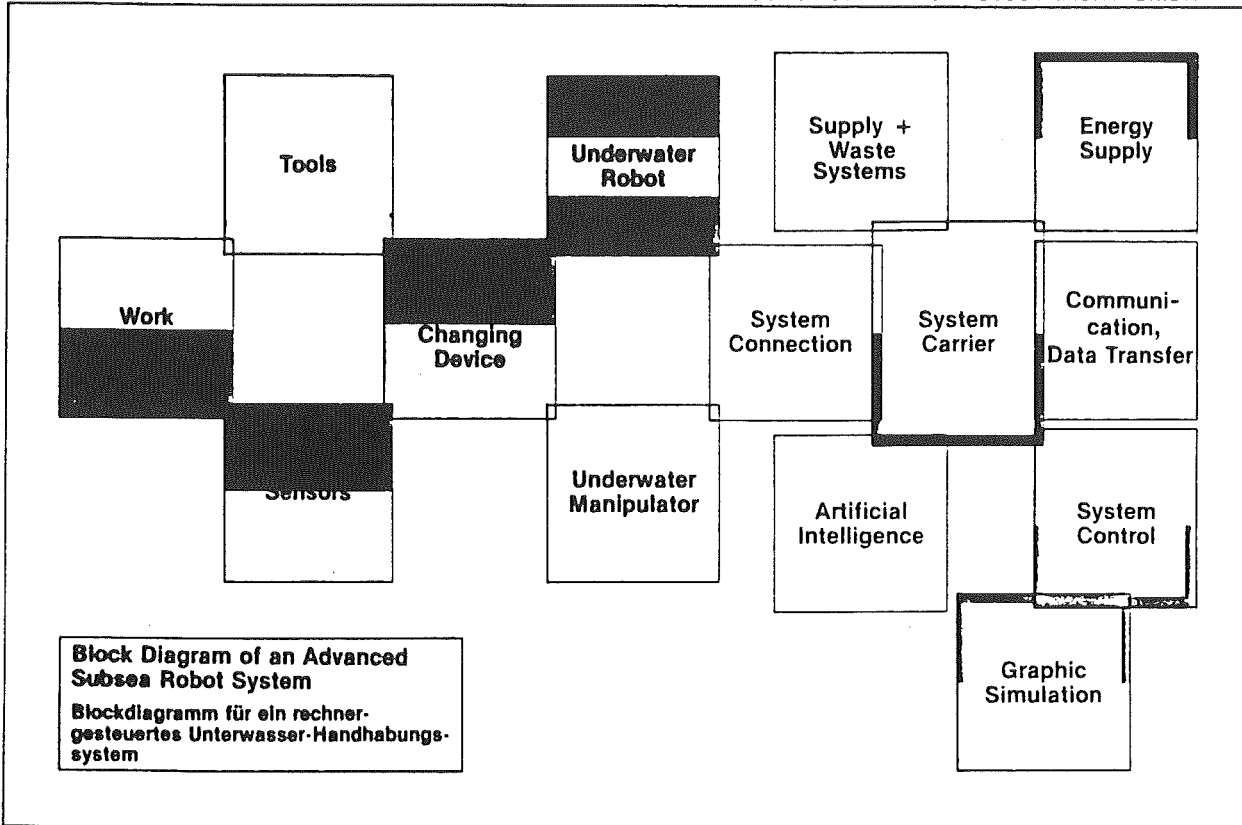 Tools
Underwater
Robot
Supply +
Waste
Systems
Energy
Supply
Work
Changing
Device
System
Connection
System
Carrier
Communi-
cation,
Data Transfer
Sensors
Underwater
Manipulator
Artificial
Intelligence
System
Control
Graphic
Simulation
Block Diagram of an Advanced
Subsea Robot System
Blockdiagramm für ein rechner-
gesteuertes Unterwasser-Handhabungs-
system